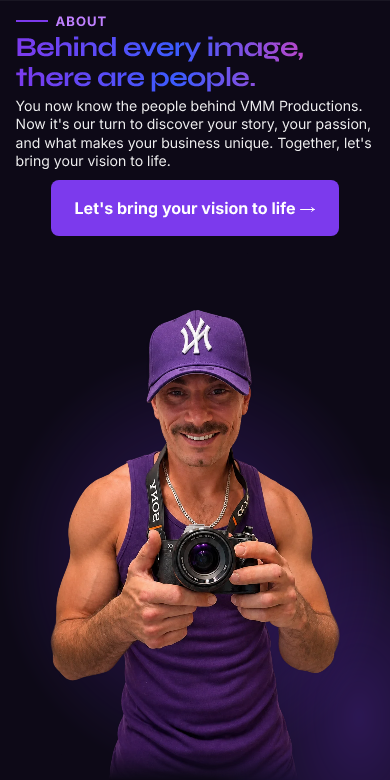 ABOUT
Behind every image,
there are people.
You now know the people behind VMM Productions.
Now it's our turn to discover your story, your passion,
and what makes your business unique. Together, let's
bring your vision to life.
Let's bring your vision to life →
NY
SONY